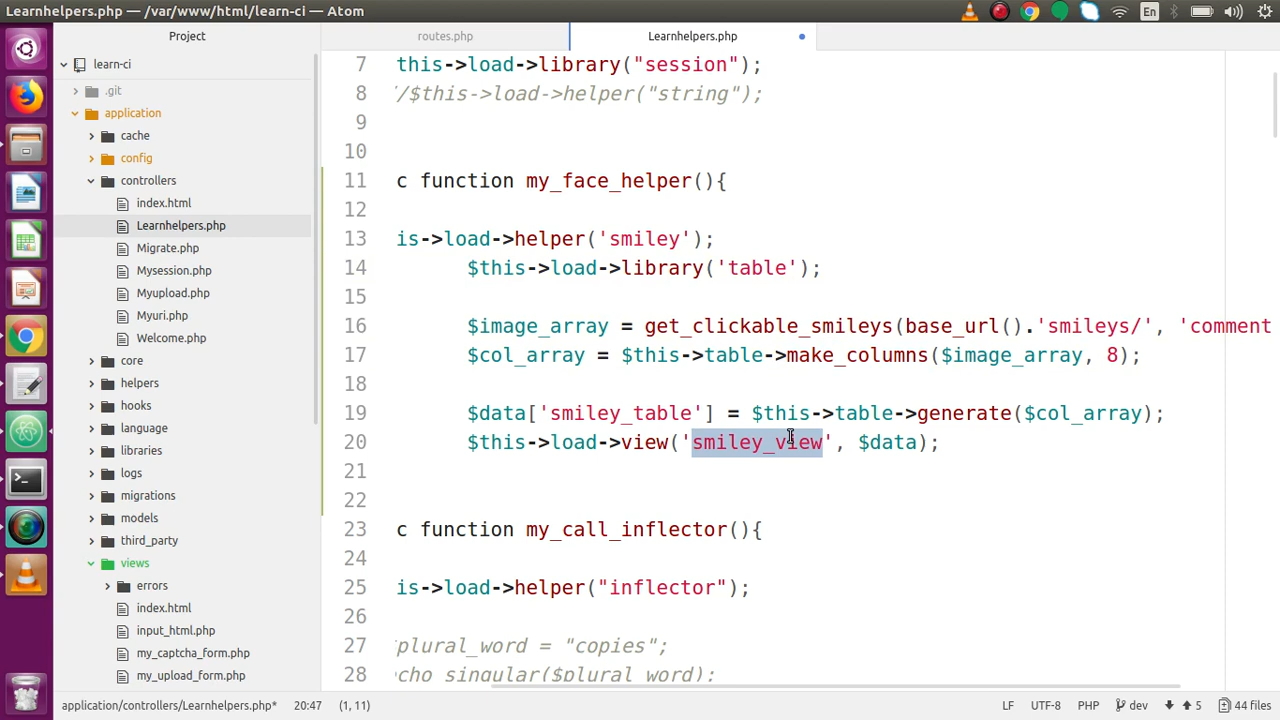 Learnhelpers.php — /var/www/html/learn-ci — Atom
En
Project
learn-ci
.git
application
cache
config
controllers
index.html
Learnhelpers.php
Migrate.php
Mysession.php
Myupload.php
Myuri.php
Welcome.php
core
helpers
hooks
language
libraries
logs
migrations
models
third_party
views
errors
index.html
input_html.php
my_captcha_form.php
my_upload_form.php
routes.php
Learnhelpers.php
7 this->load->library("session");
8 /$this->load->helper("string");
9
10
11 c function my_face_helper(){
12
13 is->load->helper('smiley');
14 $this->load->library('table');
15
16 $image_array = get_clickable_smileys(base_url().'smileys/', 'comment
17 $col_array = $this->table->make_columns($image_array, 8);
18
19 $data['smiley_table'] = $this->table->generate($col_array);
20 $this->load->view('smiley_view', $data);
21
22
23 c function my_call_inflector(){
24
25 is->load->helper("inflector");
26
27 plural_word = "copies";
28 echo singular($plural_word);
application/controllers/Learnhelpers.php* 20:47 (1, 11) LF UTF-8 PHP dev 5 44 files